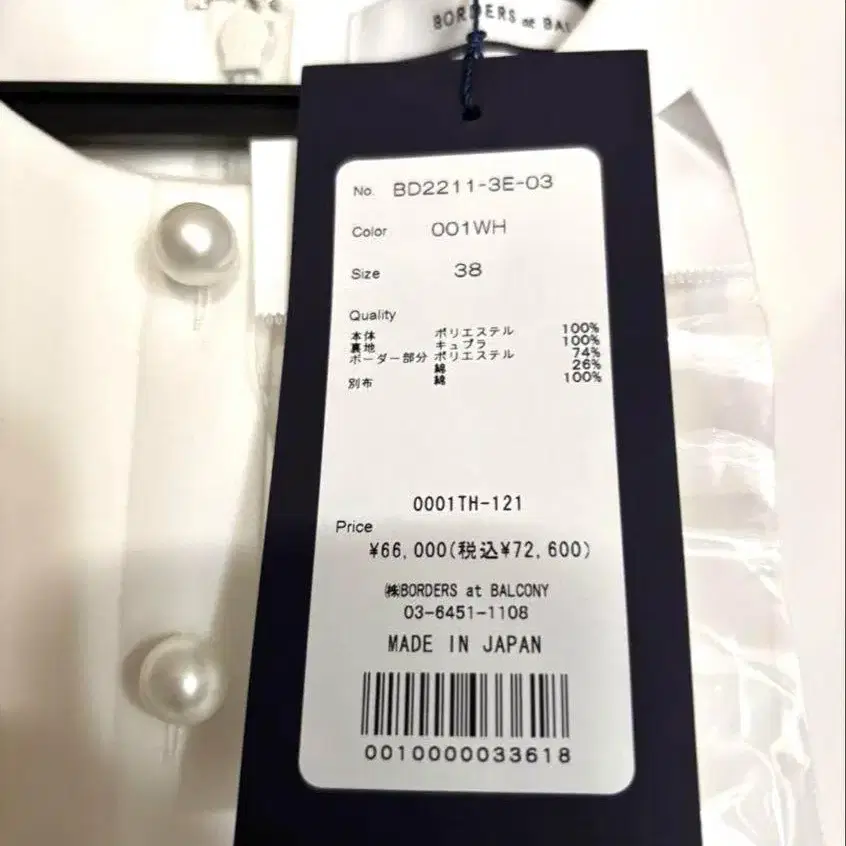 BORDERS at BAL
No. BD2211-3E-03
Color 001WH
Size 38
Quality
本体 ポリエステル 100%
裏地 キュプラ 100%
ボーダー部分 ポリエステル 74%
綿 26%
別布 綿 100%
0001TH-121
Price
¥66,000(税込¥72,600)
㈱BORDERS at BALCONY
03-6451-1108
MADE IN JAPAN
0010000033618